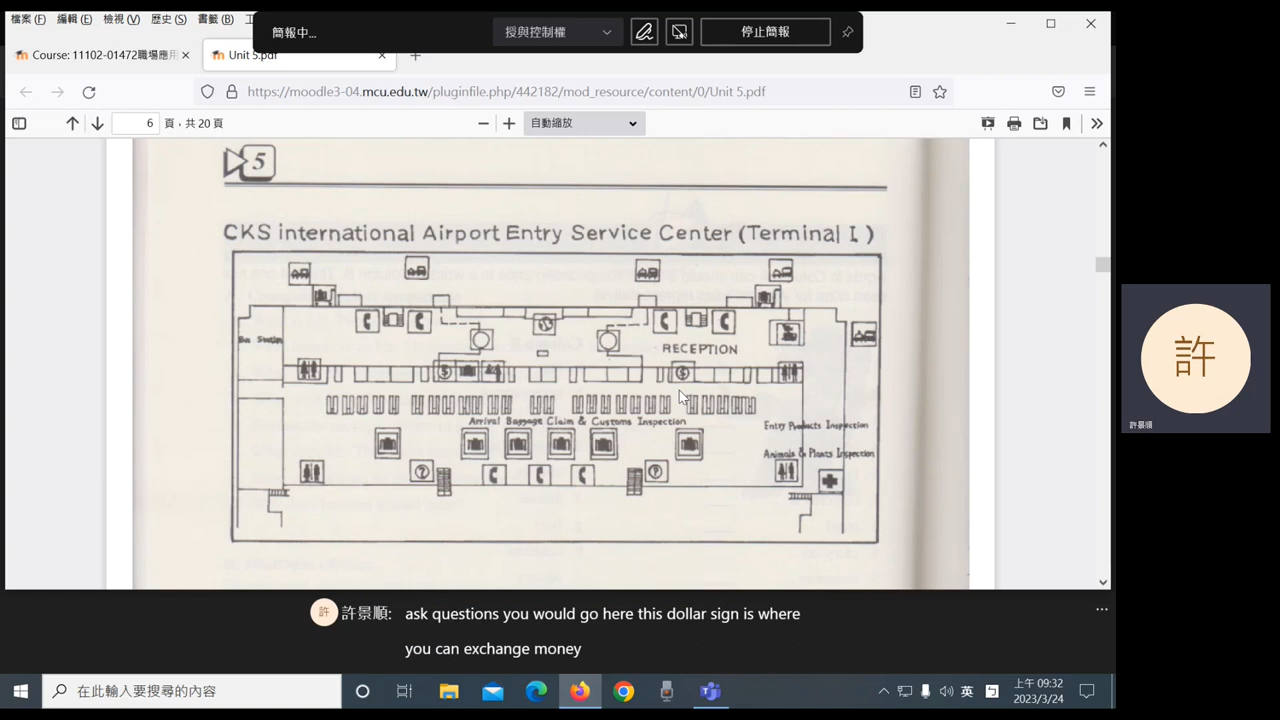 檔案(F) 編輯(E) 檢視(V) 歷史(S) 書籤(B)
簡報中...
授與控制權
停止簡報
Course: 11102-01472職場應用
Unit 5.pdf
https://moodle3-04.mcu.edu.tw/pluginfile.php/442182/mod_resource/content/0/Unit 5.pdf
6 頁，共 20 頁
自動縮放
5
CKS international Airport Entry Service Center (Terminal I)
Bus Station
RECEPTION
Arrival Baggage Claim & Customs Inspection
Entry Products Inspection
Animals & Plants Inspection
許
許景順
許 許景順: ask questions you would go here this dollar sign is where
you can exchange money
在此輸入要搜尋的內容
英
上午 09:32
2023/3/24